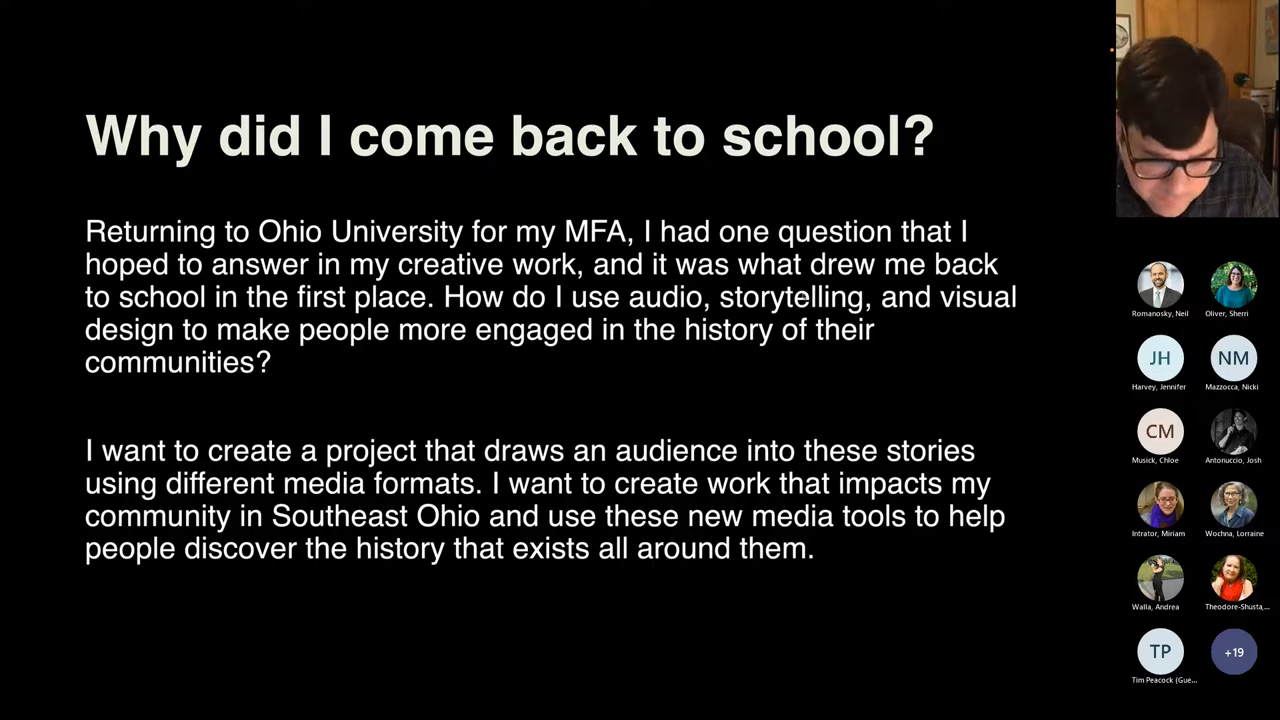 Why did I come back to school?
Returning to Ohio University for my MFA, I had one question that I
hoped to answer in my creative work, and it was what drew me back
to school in the first place. How do I use audio, storytelling, and visual
design to make people more engaged in the history of their
communities?
I want to create a project that draws an audience into these stories
using different media formats. I want to create work that impacts my
community in Southeast Ohio and use these new media tools to help
people discover the history that exists all around them.
Romanosky, Neil
Oliver, Sherri
JH
NM
Harvey, Jennifer
Mazzocca, Nicki
CM
Musick, Chloe
Antonuccio, Josh
Intrator, Miriam
Wochna, Lorraine
Walla, Andrea
Theodore-Shusta,...
TP
+19
Tim Peacock (Gue...